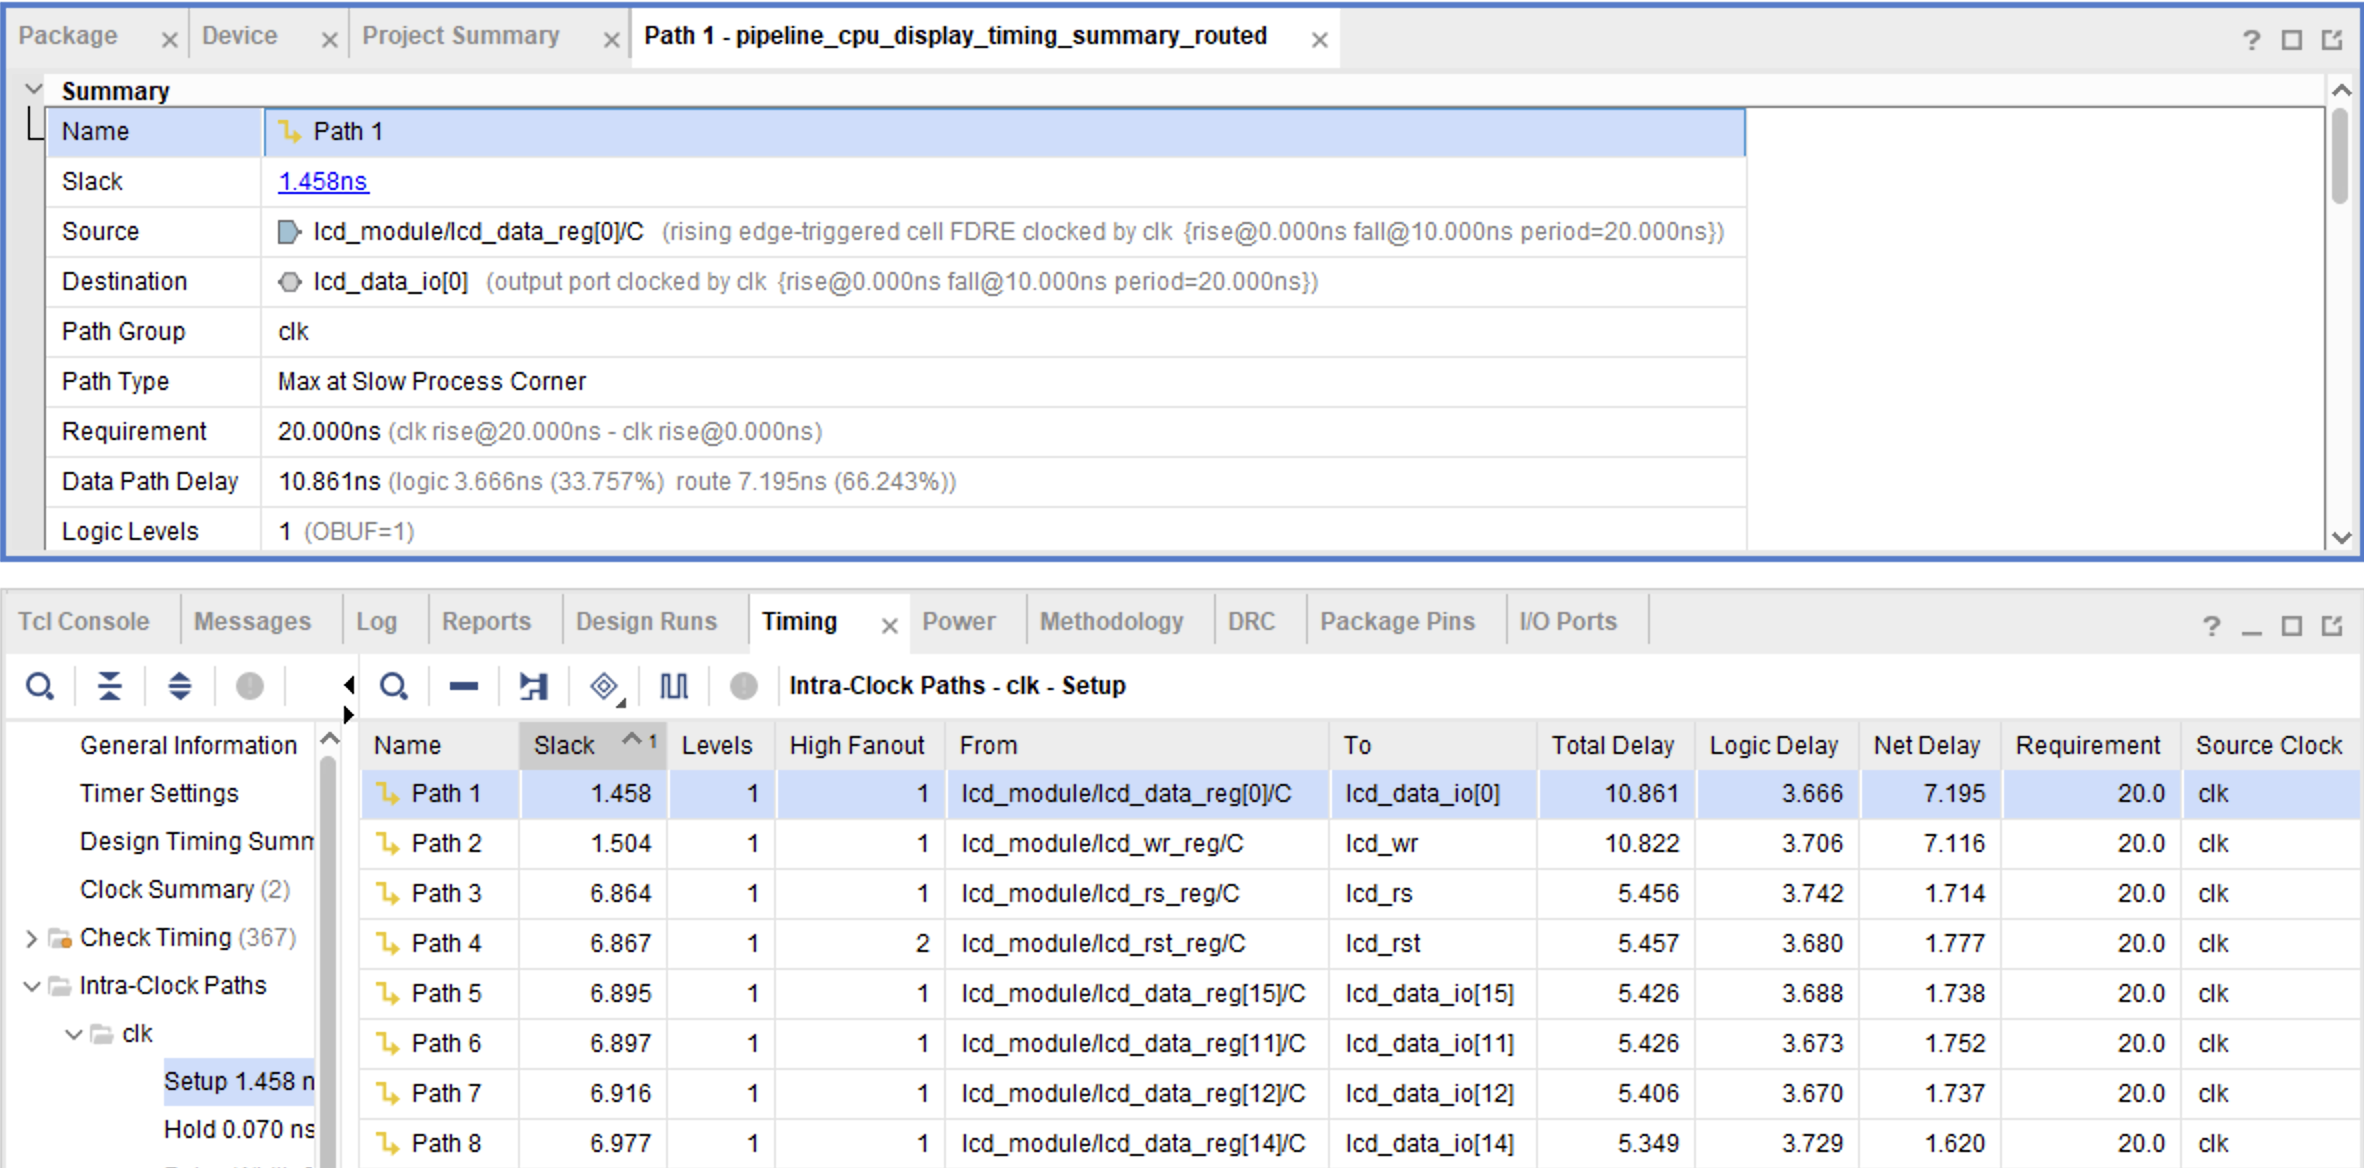 Package Device Project Summary Path 1 - pipeline_cpu_display_timing_summary_routed
Summary
Name Path 1
Slack 1.458ns
Source lcd_module/lcd_data_reg[0]/C (rising edge-triggered cell FDRE clocked by clk {rise@0.000ns fall@10.000ns period=20.000ns})
Destination lcd_data_io[0] (output port clocked by clk {rise@0.000ns fall@10.000ns period=20.000ns})
Path Group clk
Path Type Max at Slow Process Corner
Requirement 20.000ns (clk rise@20.000ns - clk rise@0.000ns)
Data Path Delay 10.861ns (logic 3.666ns (33.757%) route 7.195ns (66.243%))
Logic Levels 1 (OBUF=1)
Tcl Console Messages Log Reports Design Runs Timing Power Methodology DRC Package Pins I/O Ports
Intra-Clock Paths - clk - Setup
General Information
Timer Settings
Design Timing Summ
Clock Summary (2)
Check Timing (367)
Intra-Clock Paths
clk
Setup 1.458 n
Hold 0.070 ns
Name Slack 1 Levels High Fanout From To Total Delay Logic Delay Net Delay Requirement Source Clock
Path 1 1.458 1 1 lcd_module/lcd_data_reg[0]/C lcd_data_io[0] 10.861 3.666 7.195 20.0 clk
Path 2 1.504 1 1 lcd_module/lcd_wr_reg/C lcd_wr 10.822 3.706 7.116 20.0 clk
Path 3 6.864 1 1 lcd_module/lcd_rs_reg/C lcd_rs 5.456 3.742 1.714 20.0 clk
Path 4 6.867 1 2 lcd_module/lcd_rst_reg/C lcd_rst 5.457 3.680 1.777 20.0 clk
Path 5 6.895 1 1 lcd_module/lcd_data_reg[15]/C lcd_data_io[15] 5.426 3.688 1.738 20.0 clk
Path 6 6.897 1 1 lcd_module/lcd_data_reg[11]/C lcd_data_io[11] 5.426 3.673 1.752 20.0 clk
Path 7 6.916 1 1 lcd_module/lcd_data_reg[12]/C lcd_data_io[12] 5.406 3.670 1.737 20.0 clk
Path 8 6.977 1 1 lcd_module/lcd_data_reg[14]/C lcd_data_io[14] 5.349 3.729 1.620 20.0 clk